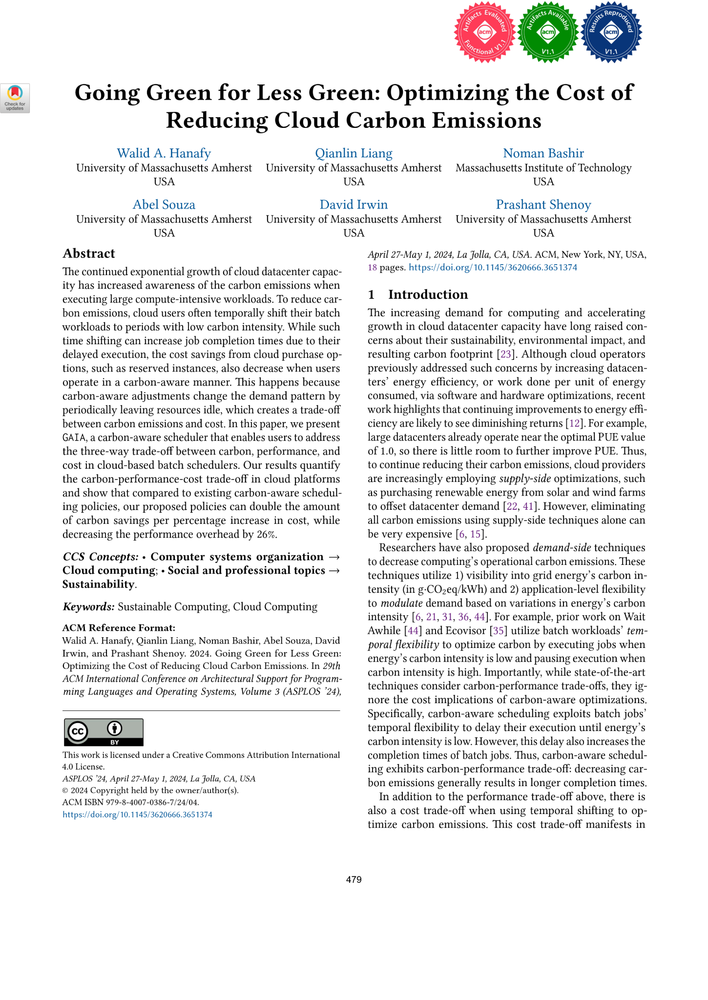 Artifacts Evaluated
acm
Functional V1.1
Artifacts Available
acm
V1.1
Results Reproduced
acm
V1.1
Check for
updates
Going Green for Less Green: Optimizing the Cost of
Reducing Cloud Carbon Emissions
Walid A. Hanafy
University of Massachusetts Amherst
USA
Qianlin Liang
University of Massachusetts Amherst
USA
Noman Bashir
Massachusetts Institute of Technology
USA
Abel Souza
University of Massachusetts Amherst
USA
David Irwin
University of Massachusetts Amherst
USA
Prashant Shenoy
University of Massachusetts Amherst
USA
Abstract
The continued exponential growth of cloud datacenter capac-
ity has increased awareness of the carbon emissions when
executing large compute-intensive workloads. To reduce car-
bon emissions, cloud users often temporally shift their batch
workloads to periods with low carbon intensity. While such
time shifting can increase job completion times due to their
delayed execution, the cost savings from cloud purchase op-
tions, such as reserved instances, also decrease when users
operate in a carbon-aware manner. This happens because
carbon-aware adjustments change the demand pattern by
periodically leaving resources idle, which creates a trade-off
between carbon emissions and cost. In this paper, we present
GAIA, a carbon-aware scheduler that enables users to address
the three-way trade-off between carbon, performance, and
cost in cloud-based batch schedulers. Our results quantify
the carbon-performance-cost trade-off in cloud platforms
and show that compared to existing carbon-aware schedul-
ing policies, our proposed policies can double the amount
of carbon savings per percentage increase in cost, while
decreasing the performance overhead by 26%.
CCS Concepts: • Computer systems organization →
Cloud computing; • Social and professional topics →
Sustainability.
Keywords: Sustainable Computing, Cloud Computing
ACM Reference Format:
Walid A. Hanafy, Qianlin Liang, Noman Bashir, Abel Souza, David
Irwin, and Prashant Shenoy. 2024. Going Green for Less Green:
Optimizing the Cost of Reducing Cloud Carbon Emissions. In 29th
ACM International Conference on Architectural Support for Program-
ming Languages and Operating Systems, Volume 3 (ASPLOS ’24),
CC
BY
This work is licensed under a Creative Commons Attribution International
4.0 License.
ASPLOS ’24, April 27-May 1, 2024, La Jolla, CA, USA
© 2024 Copyright held by the owner/author(s).
ACM ISBN 979-8-4007-0386-7/24/04.
https://doi.org/10.1145/3620666.3651374
April 27-May 1, 2024, La Jolla, CA, USA. ACM, New York, NY, USA,
18 pages. https://doi.org/10.1145/3620666.3651374
1 Introduction
The increasing demand for computing and accelerating
growth in cloud datacenter capacity have long raised con-
cerns about their sustainability, environmental impact, and
resulting carbon footprint [23]. Although cloud operators
previously addressed such concerns by increasing datacen-
ters’ energy efficiency, or work done per unit of energy
consumed, via software and hardware optimizations, recent
work highlights that continuing improvements to energy effi-
ciency are likely to see diminishing returns [12]. For example,
large datacenters already operate near the optimal PUE value
of 1.0, so there is little room to further improve PUE. Thus,
to continue reducing their carbon emissions, cloud providers
are increasingly employing supply-side optimizations, such
as purchasing renewable energy from solar and wind farms
to offset datacenter demand [22, 41]. However, eliminating
all carbon emissions using supply-side techniques alone can
be very expensive [6, 15].
Researchers have also proposed demand-side techniques
to decrease computing’s operational carbon emissions. These
techniques utilize 1) visibility into grid energy’s carbon in-
tensity (in g·CO₂eq/kWh) and 2) application-level flexibility
to modulate demand based on variations in energy’s carbon
intensity [6, 21, 31, 36, 44]. For example, prior work on Wait
Awhile [44] and Ecovisor [35] utilize batch workloads’ tem-
poral flexibility to optimize carbon by executing jobs when
energy’s carbon intensity is low and pausing execution when
carbon intensity is high. Importantly, while state-of-the-art
techniques consider carbon-performance trade-offs, they ig-
nore the cost implications of carbon-aware optimizations.
Specifically, carbon-aware scheduling exploits batch jobs’
temporal flexibility to delay their execution until energy’s
carbon intensity is low. However, this delay also increases the
completion times of batch jobs. Thus, carbon-aware schedul-
ing exhibits carbon-performance trade-off: decreasing car-
bon emissions generally results in longer completion times.
In addition to the performance trade-off above, there is
also a cost trade-off when using temporal shifting to op-
timize carbon emissions. This cost trade-off manifests in
479